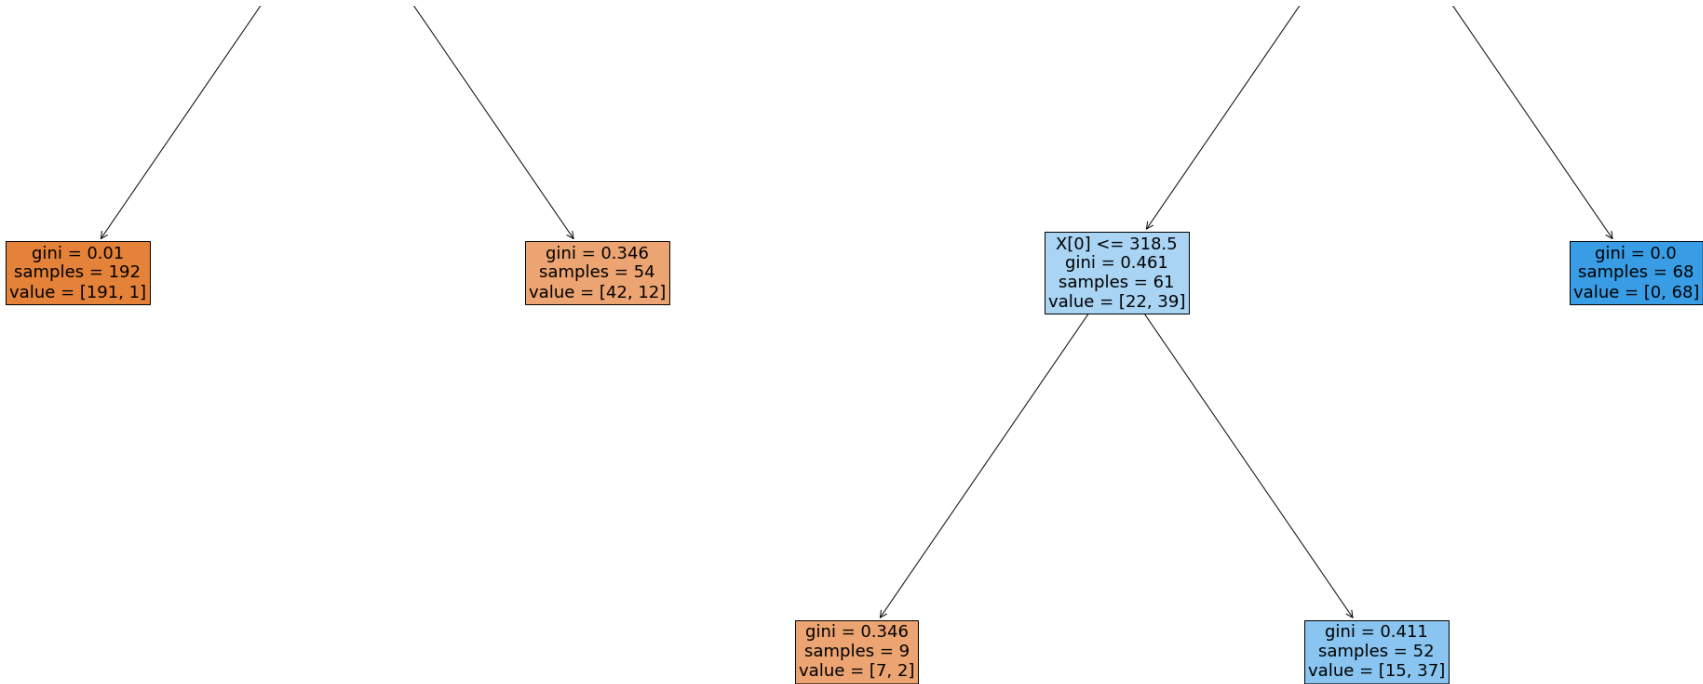 gini = 0.01
samples = 192
value = [191, 1]
gini = 0.346
samples = 54
value = [42, 12]
X[0] <= 318.5
gini = 0.461
samples = 61
value = [22, 39]
gini = 0.0
samples = 68
value = [0, 68]
gini = 0.346
samples = 9
value = [7, 2]
gini = 0.411
samples = 52
value = [15, 37]